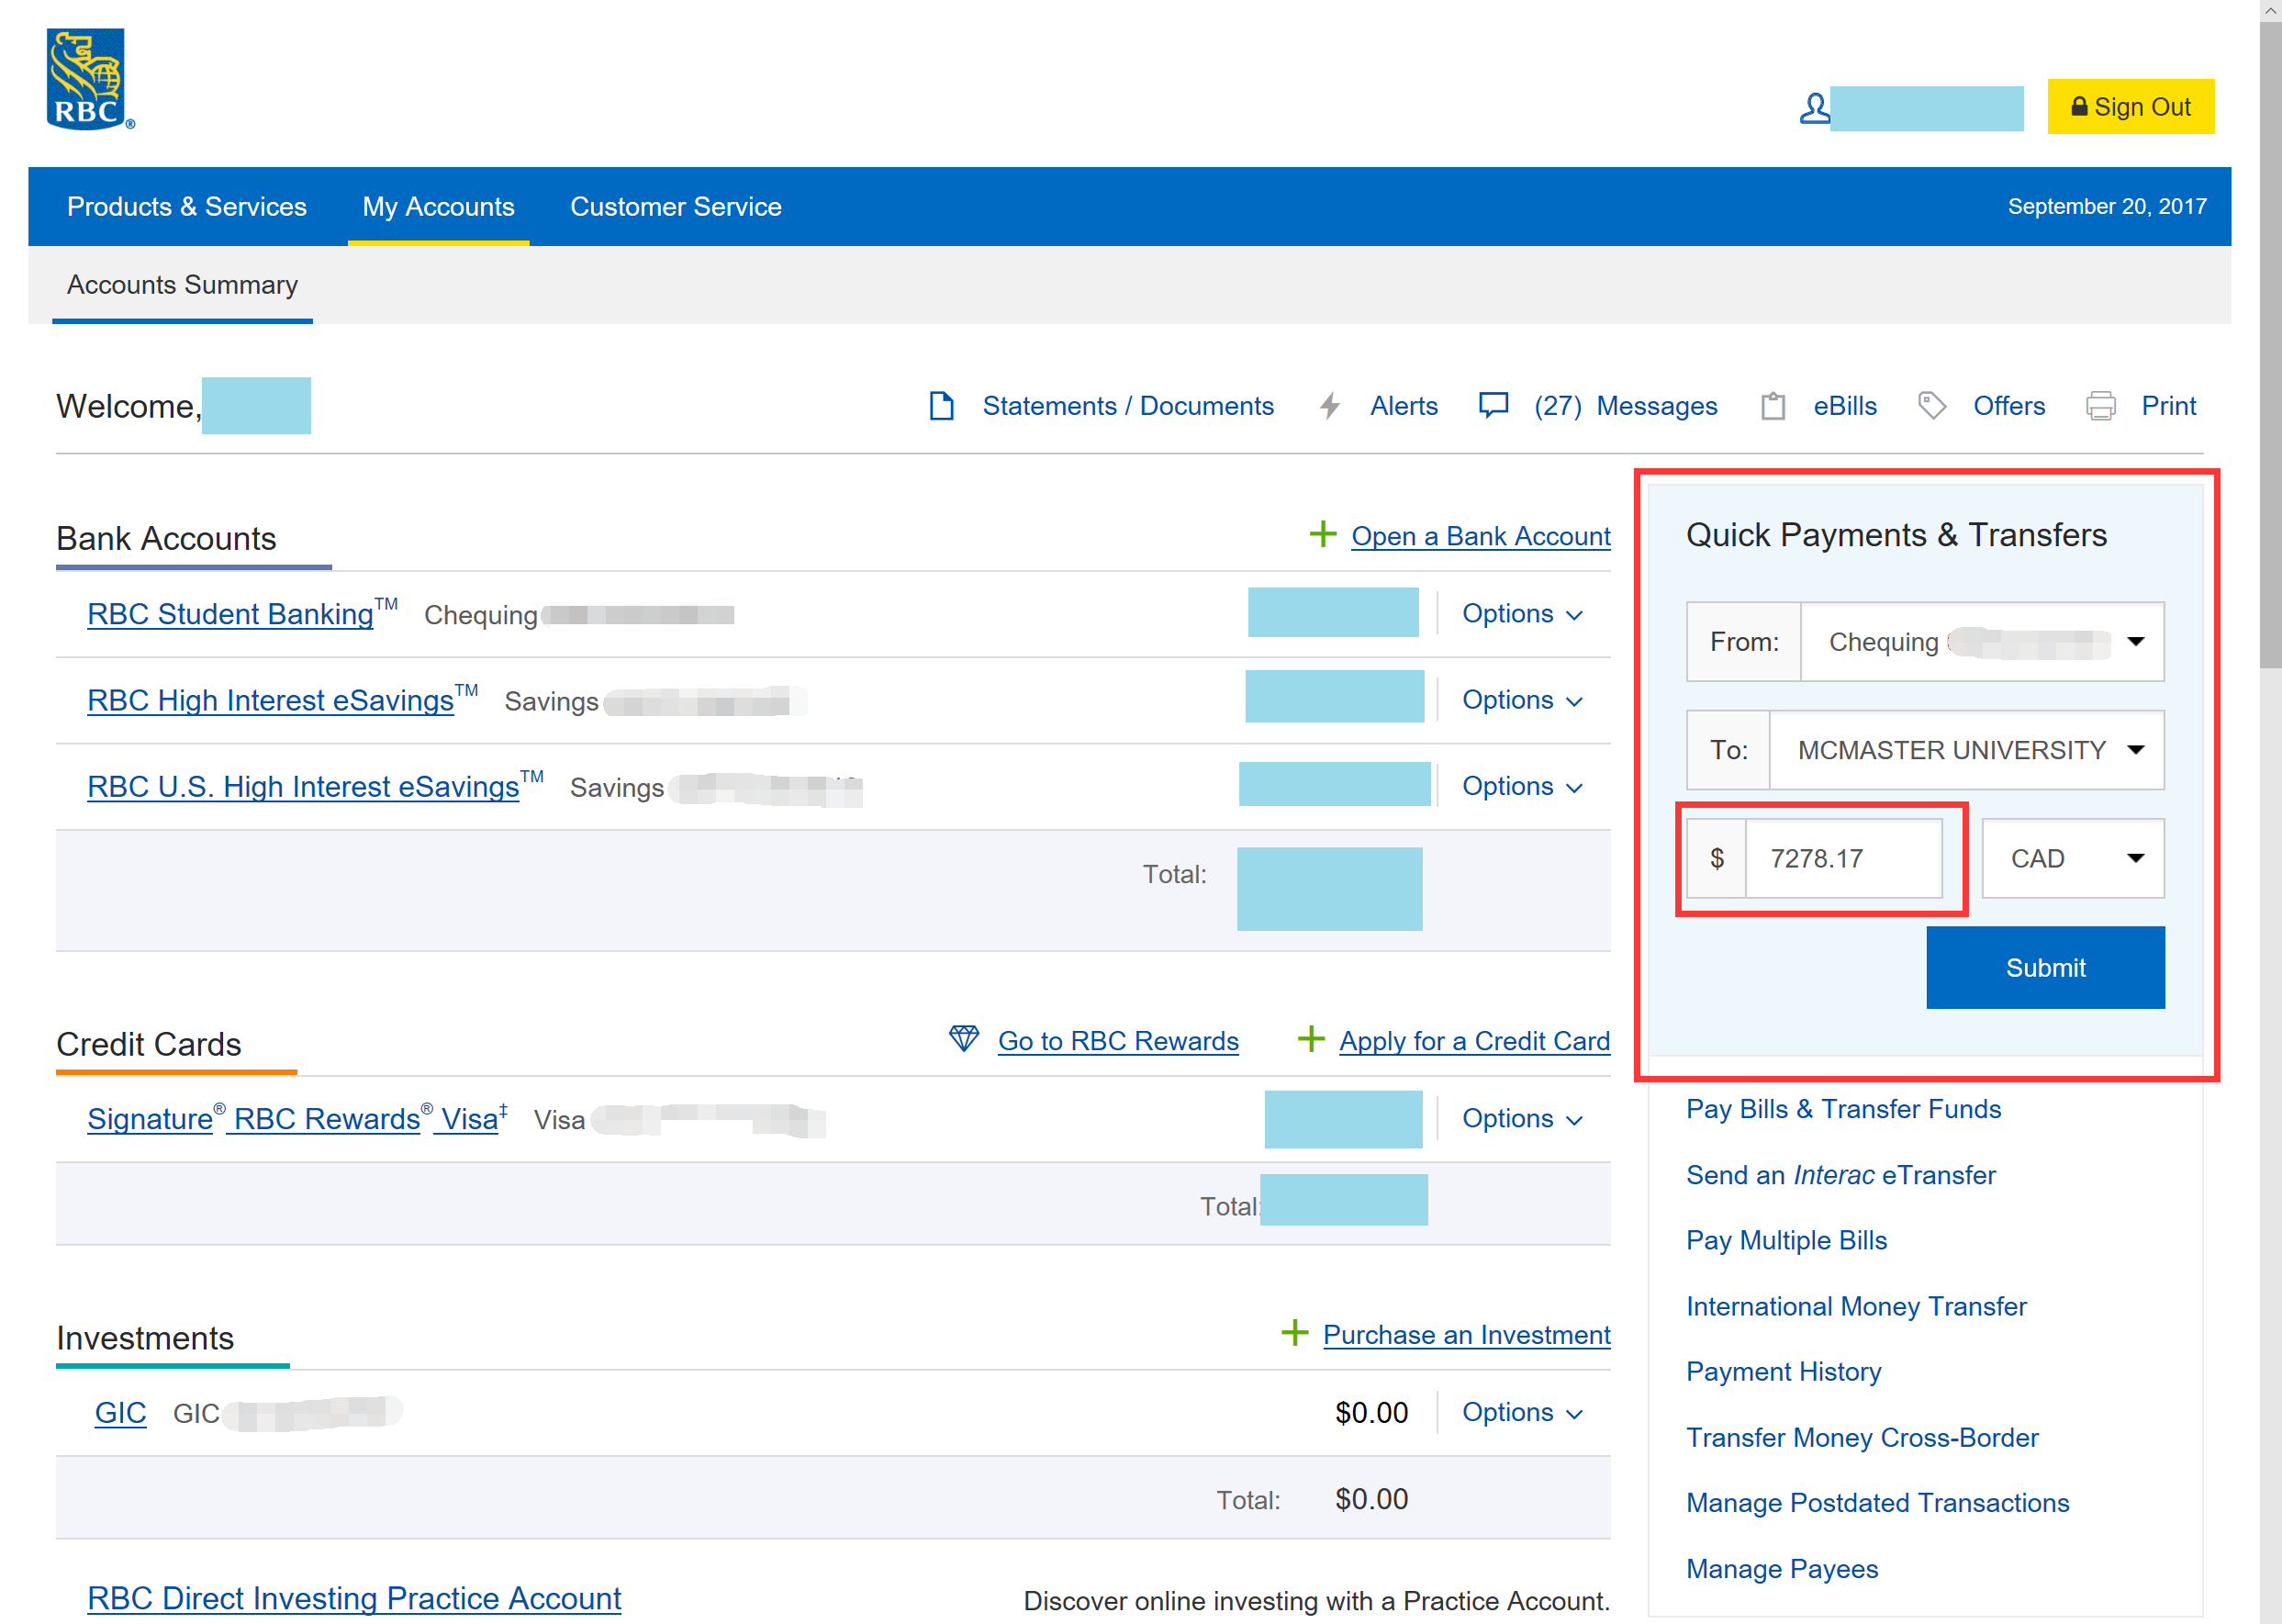 RBC ®
Sign Out
Products & Services My Accounts Customer Service September 20, 2017
Accounts Summary
Welcome,
Statements / Documents Alerts (27) Messages eBills Offers Print
Bank Accounts
Open a Bank Account
RBC Student Banking™ Chequing Options
RBC High Interest eSavings™ Savings Options
RBC U.S. High Interest eSavings™ Savings Options
Total:
Credit Cards
Go to RBC Rewards Apply for a Credit Card
Signature® RBC Rewards® Visa‡ Visa Options
Total:
Investments
Purchase an Investment
GIC GIC $0.00 Options
Total: $0.00
RBC Direct Investing Practice Account Discover online investing with a Practice Account.
Quick Payments & Transfers
From: Chequing
To: MCMASTER UNIVERSITY
$ 7278.17 CAD
Submit
Pay Bills & Transfer Funds
Send an Interac eTransfer
Pay Multiple Bills
International Money Transfer
Payment History
Transfer Money Cross-Border
Manage Postdated Transactions
Manage Payees